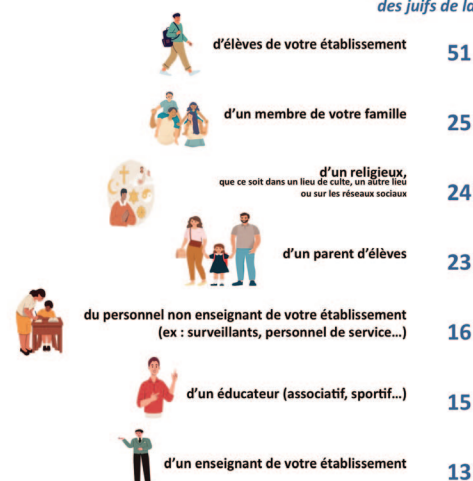 des juifs de la
d'élèves de votre établissement 51
d'un membre de votre famille 25
d'un religieux,
que ce soit dans un lieu de culte, un autre lieu
ou sur les réseaux sociaux 24
d'un parent d'élèves 23
du personnel non enseignant de votre établissement
(ex : surveillants, personnel de service...) 16
d'un éducateur (associatif, sportif...) 15
d'un enseignant de votre établissement 13